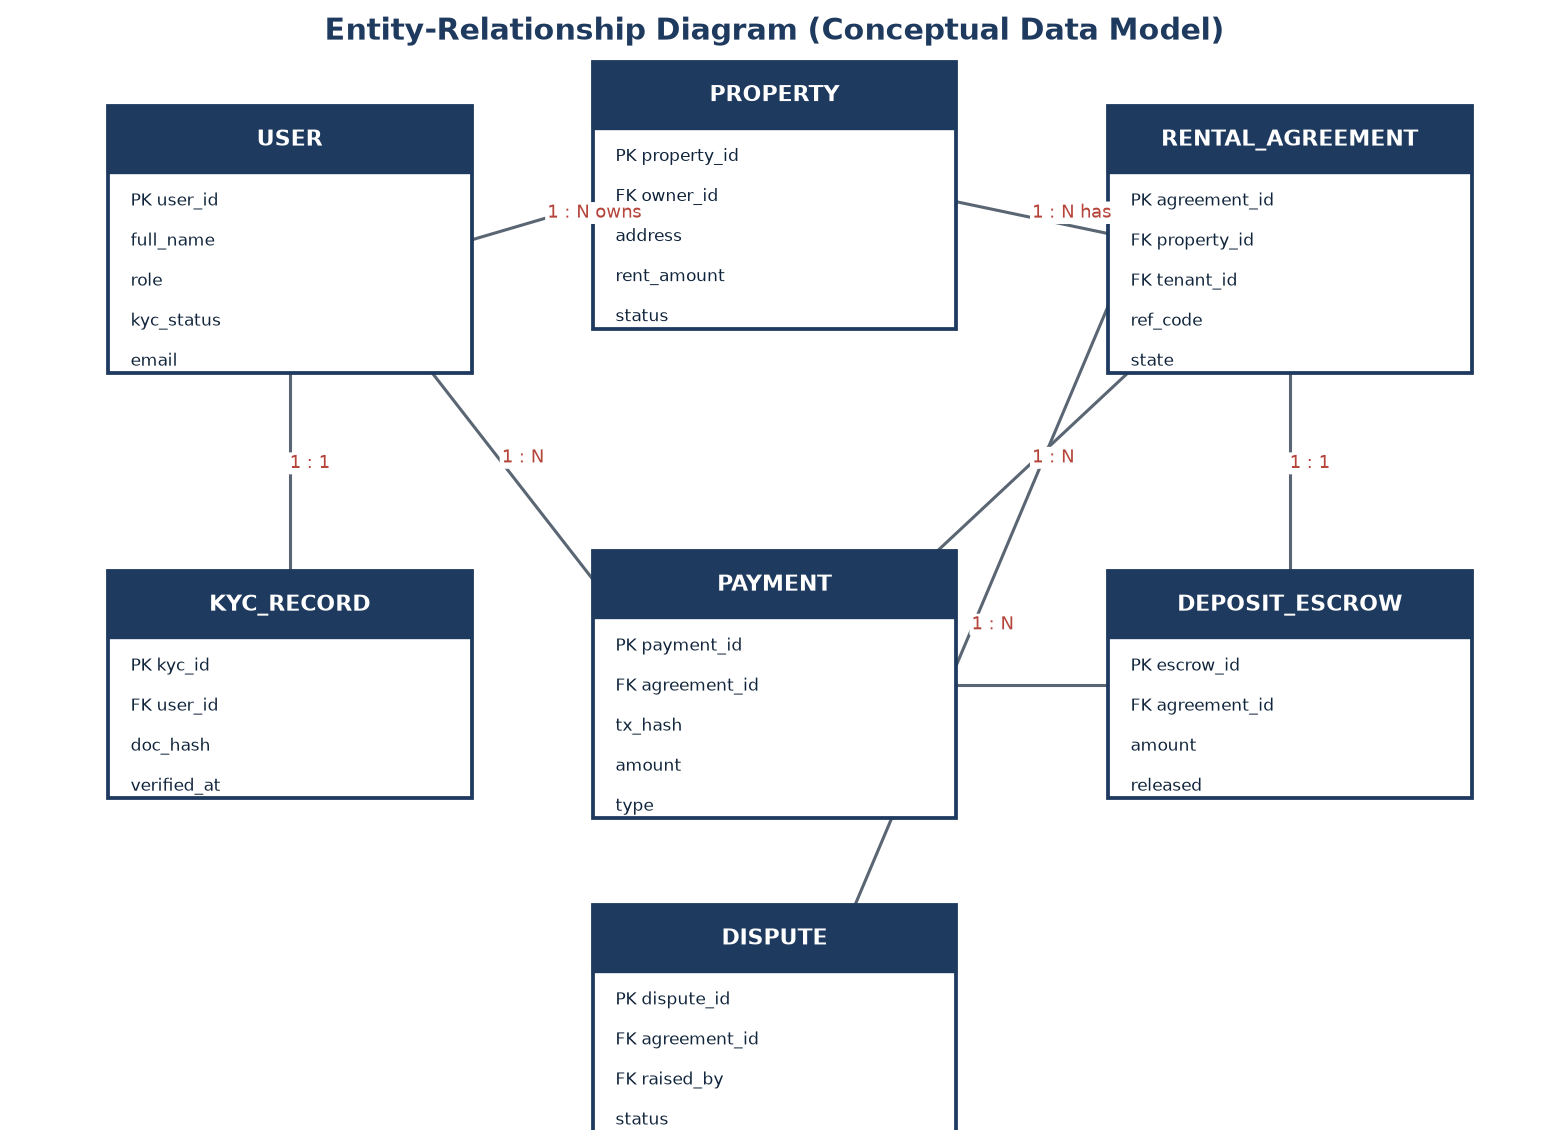 Entity-Relationship Diagram (Conceptual Data Model)
USER
PK user_id
full_name
role
kyc_status
email
1 : N owns
PROPERTY
PK property_id
FK owner_id
address
rent_amount
status
1 : N has
RENTAL_AGREEMENT
PK agreement_id
FK property_id
FK tenant_id
ref_code
state
1 : 1
1 : N
1 : N
1 : 1
KYC_RECORD
PK kyc_id
FK user_id
doc_hash
verified_at
PAYMENT
PK payment_id
FK agreement_id
tx_hash
amount
type
1 : N
DEPOSIT_ESCROW
PK escrow_id
FK agreement_id
amount
released
DISPUTE
PK dispute_id
FK agreement_id
FK raised_by
status